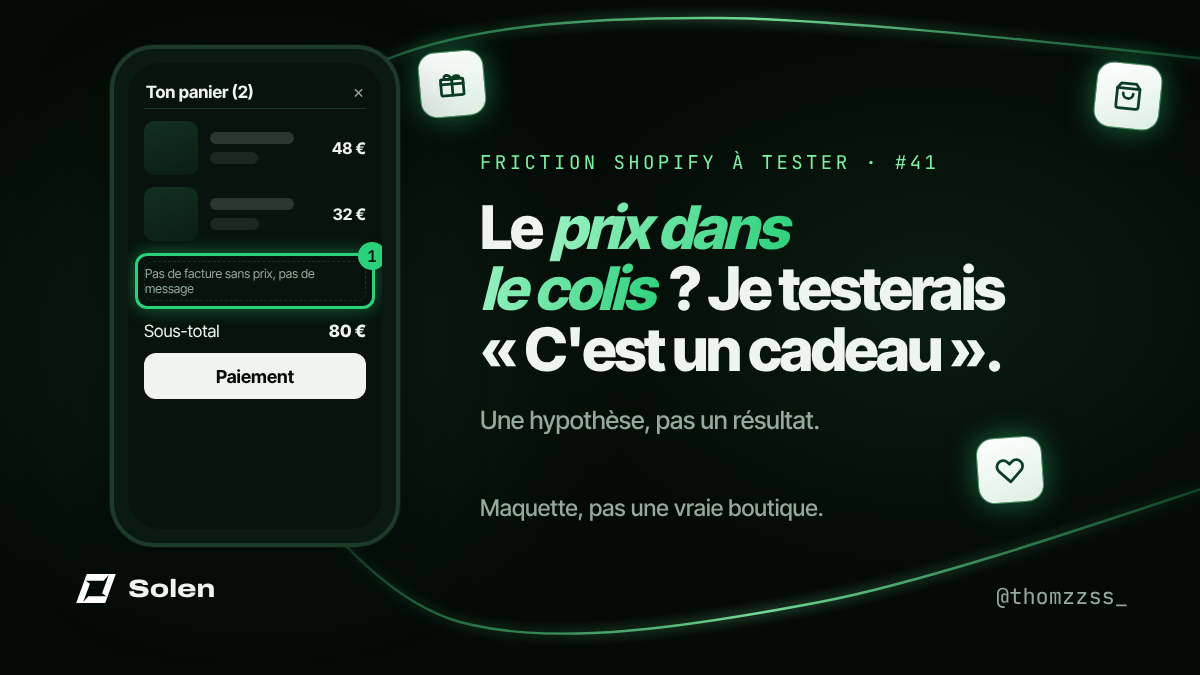 Ton panier (2) ×
48 €
32 €
1
Pas de facture sans prix, pas de
message
Sous-total 80 €
Paiement
FRICTION SHOPIFY À TESTER · #41
Le prix dans
le colis ? Je testerais
« C'est un cadeau ».
Une hypothèse, pas un résultat.
Maquette, pas une vraie boutique.
Solen
@thomzzss_